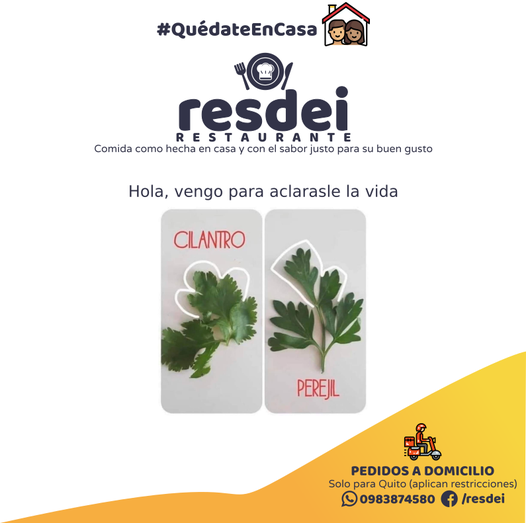 #QuédateEnCasa
resdei
RESTAURANTE
Comida como hecha en casa y con el sabor justo para su buen gusto
Hola, vengo para aclarasle la vida
CILANTRO
PEREJIL
PEDIDOS A DOMICILIO
Solo para Quito (aplican restricciones)
0983874580 /resdei